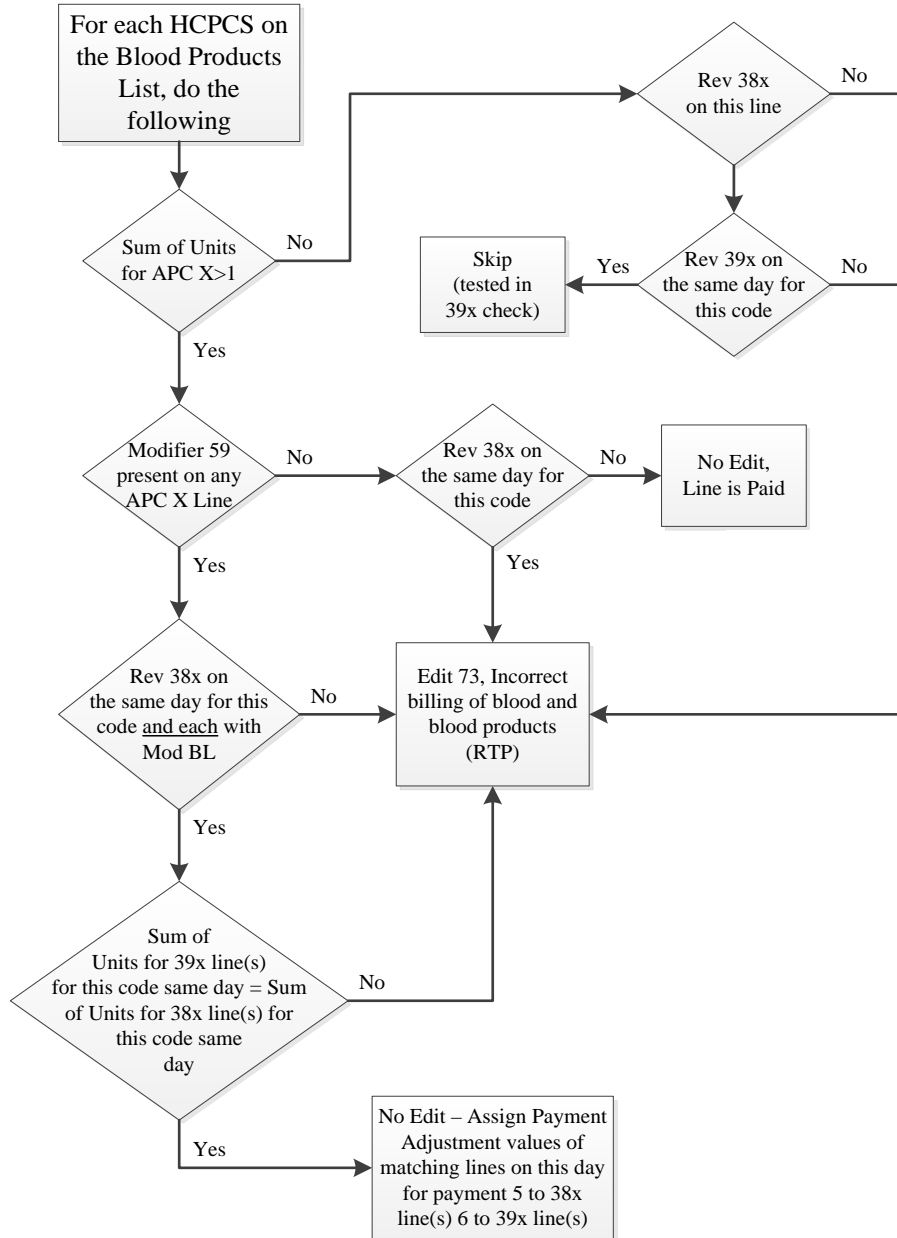 For each HCPCS on
the Blood Products
List, do the
following
Rev 38x
on this line
No
Sum of Units
for APC X>1
No
Skip
(tested in
39x check)
Yes
Rev 39x on
the same day for
this code
No
Yes
Modifier 59
present on any
APC X Line
No
Rev 38x on
the same day for
this code
No
No Edit,
Line is Paid
Yes
Yes
Rev 38x on
the same day for this
code and each with
Mod BL
No
Edit 73, Incorrect
billing of blood and
blood products
(RTP)
Yes
Sum of
Units for 39x line(s)
for this code same day = Sum
of Units for 38x line(s) for
this code same
day
No
Yes
No Edit – Assign Payment
Adjustment values of
matching lines on this day
for payment 5 to 38x
line(s) 6 to 39x line(s)